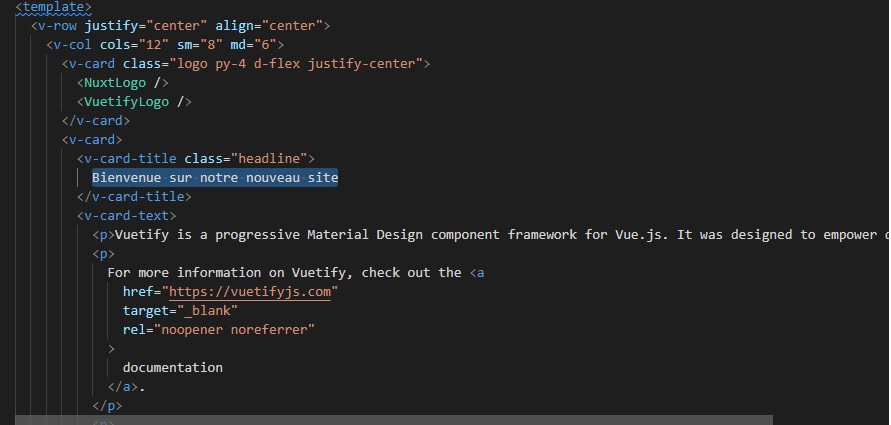 <template>
<v-row justify="center" align="center">
<v-col cols="12" sm="8" md="6">
<v-card class="logo py-4 d-flex justify-center">
<NuxtLogo />
<VuetifyLogo />
</v-card>
<v-card>
<v-card-title class="headline">
Bienvenue sur notre nouveau site
</v-card-title>
<v-card-text>
<p>Vuetify is a progressive Material Design component framework for Vue.js. It was designed to empower
<p>
For more information on Vuetify, check out the <a
href="https://vuetifyjs.com"
target="_blank"
rel="noopener noreferrer"
>
documentation
</a>.
</p>